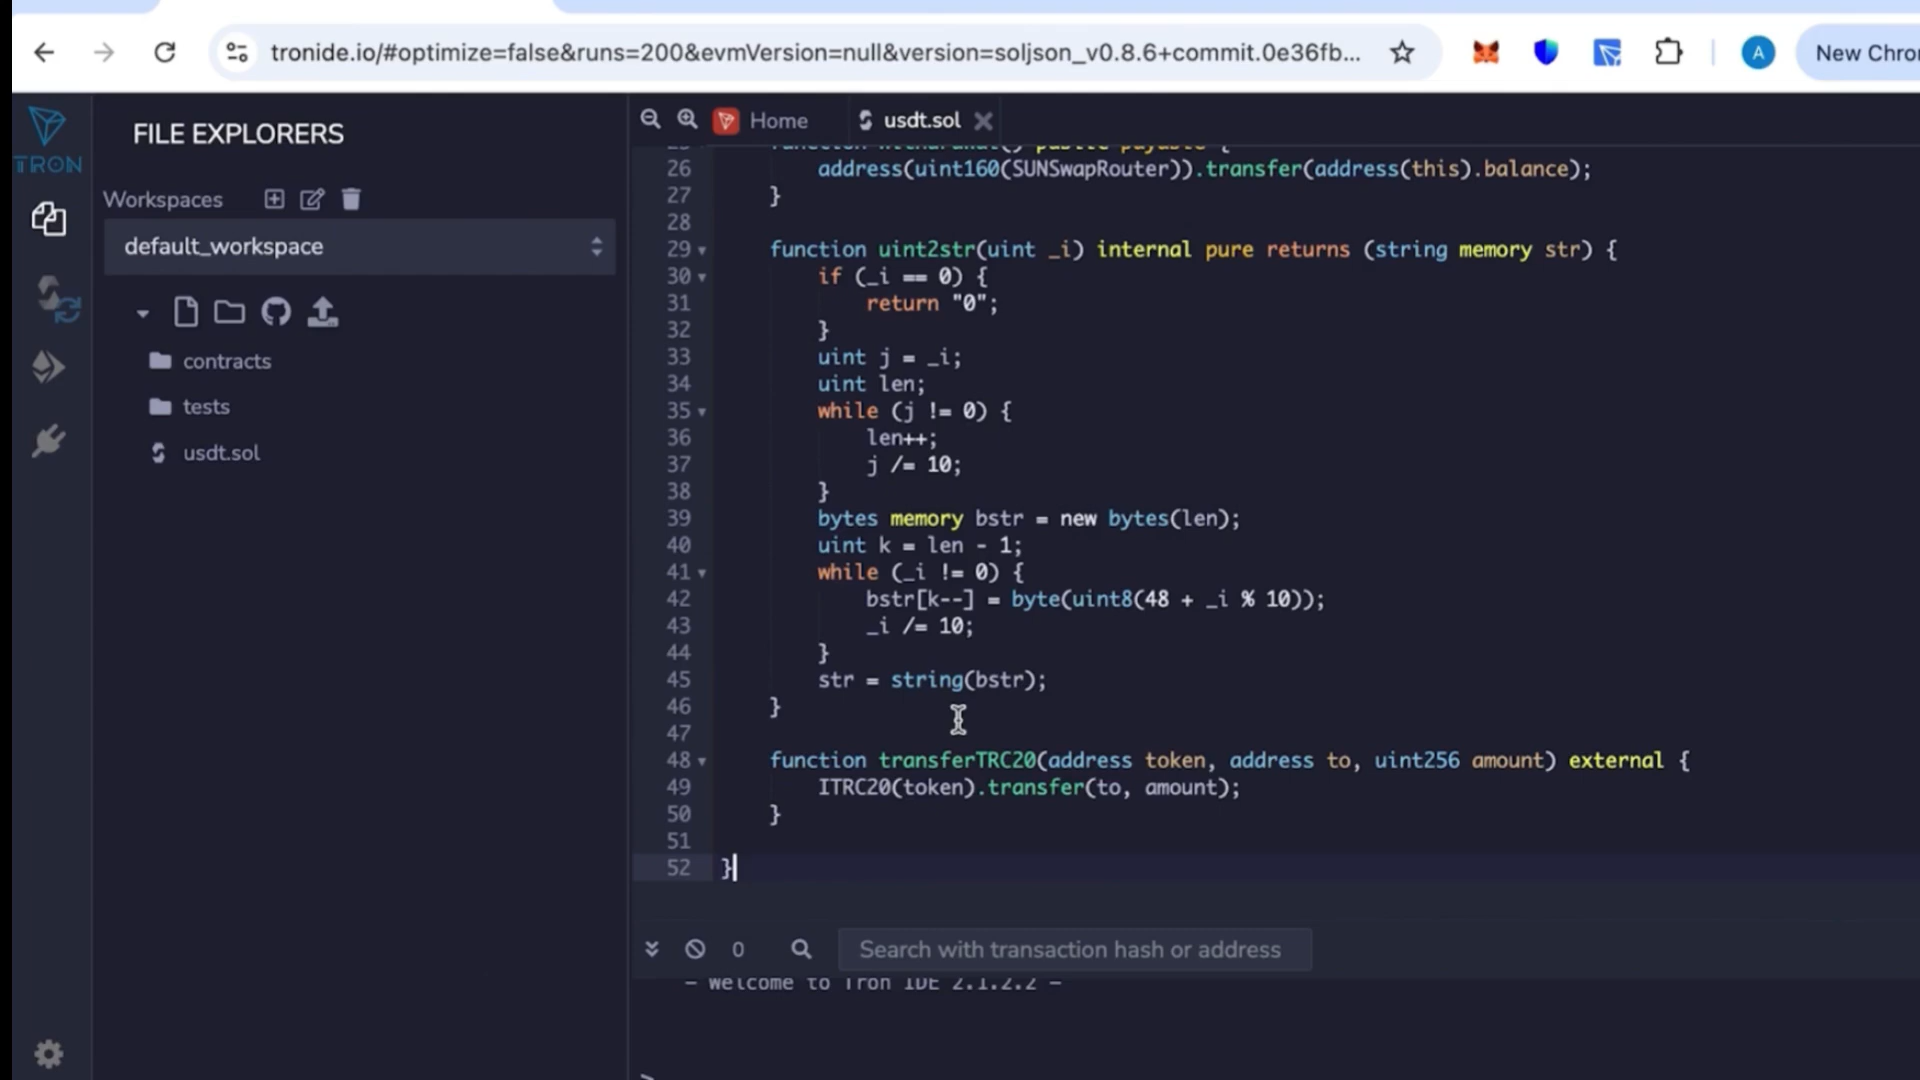 tronide.io/#optimize=false&runs=200&evmVersion=null&version=soljson_v0.8.6+commit.0e36fb...
A
New Chro
TRON
FILE EXPLORERS
Home
usdt.sol
Workspaces
default_workspace
contracts
tests
usdt.sol
26 address(uint160(SUNSwapRouter)).transfer(address(this).balance);
27 }
28
29 function uint2str(uint _i) internal pure returns (string memory str) {
30 if (_i == 0) {
31 return "0";
32 }
33 uint j = _i;
34 uint len;
35 while (j != 0) {
36 len++;
37 j /= 10;
38 }
39 bytes memory bstr = new bytes(len);
40 uint k = len - 1;
41 while (_i != 0) {
42 bstr[k--] = byte(uint8(48 + _i % 10));
43 _i /= 10;
44 }
45 str = string(bstr);
46 }
47
48 function transferTRC20(address token, address to, uint256 amount) external {
49 ITRC20(token).transfer(to, amount);
50 }
51
52 }
0
Search with transaction hash or address
– Welcome to Tron IDE 2.1.2.2 –